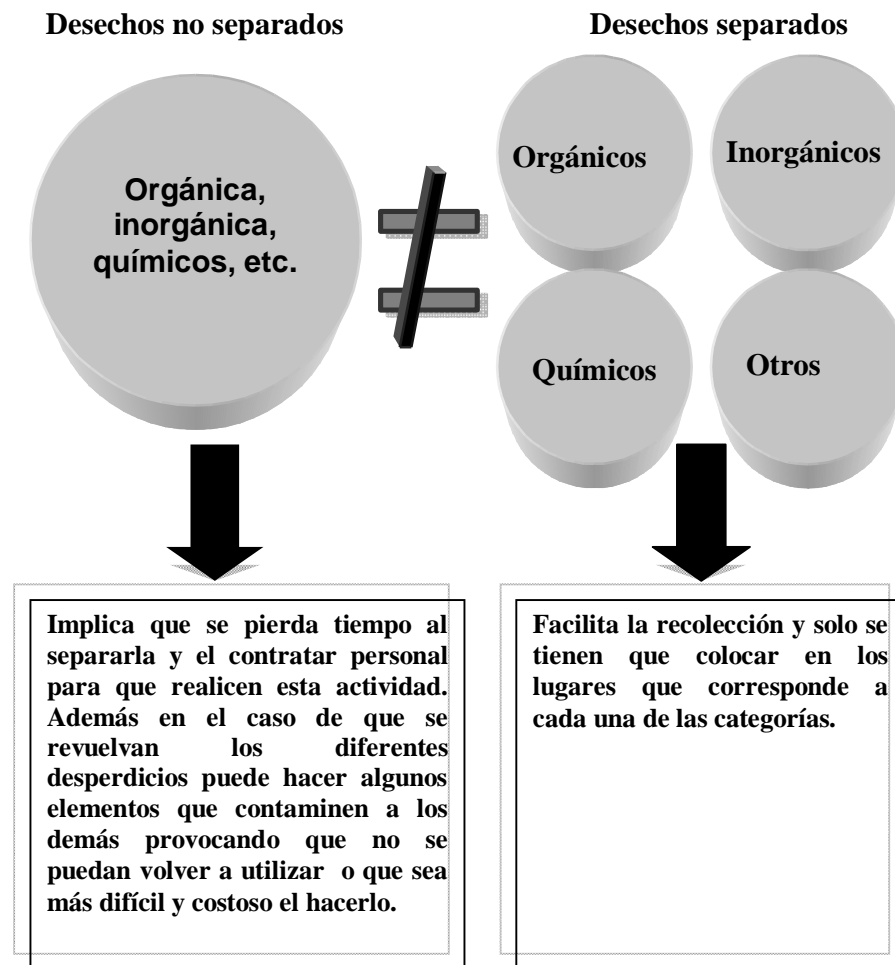 Desechos no separados
Desechos separados
Orgánica,
inorgánica,
químicos, etc.
Orgánicos
Inorgánicos
Químicos
Otros
Implica que se pierda tiempo al
separarla y el contratar personal
para que realicen esta actividad.
Además en el caso de que se
revuelvan los diferentes
desperdicios puede hacer algunos
elementos que contaminen a los
demás provocando que no se
puedan volver a utilizar o que sea
más difícil y costoso el hacerlo.
Facilita la recolección y solo se
tienen que colocar en los
lugares que corresponde a
cada una de las categorías.